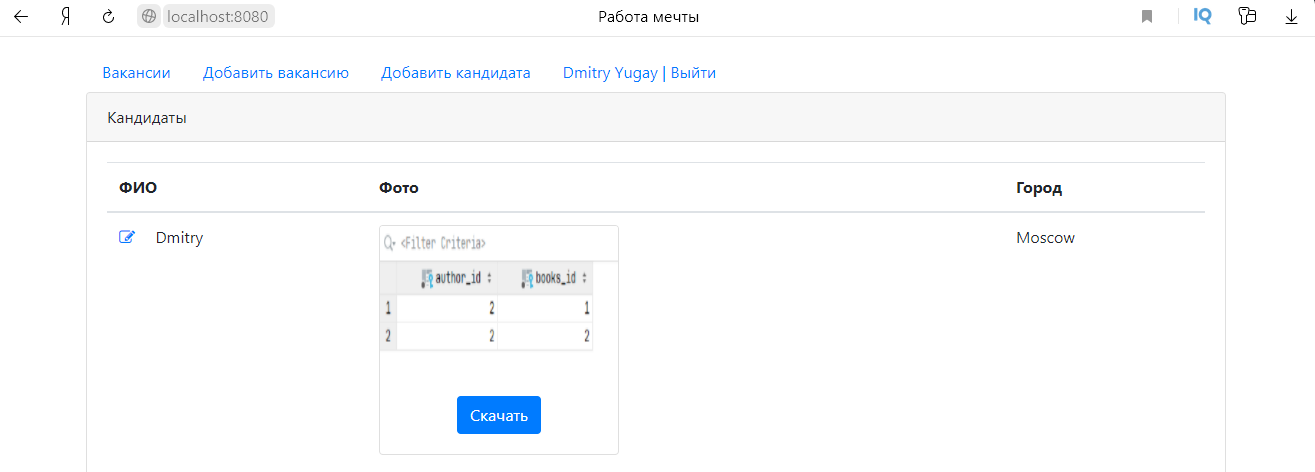 Я localhost:8080 Работа мечты IQ
Вакансии Добавить вакансию Добавить кандидата Dmitry Yugay | Выйти
Кандидаты
ФИО Фото Город
Dmitry Moscow
<Filter Criteria>
author_id books_id
1 2 1
2 2 2
Скачать